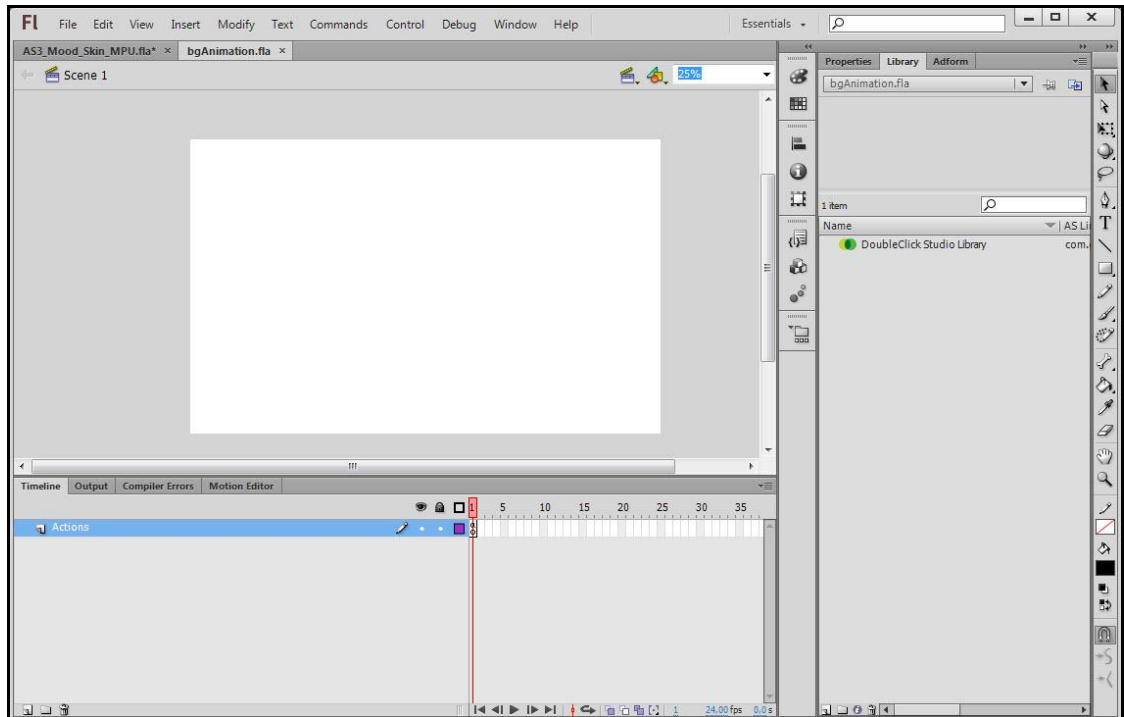 Fl File Edit View Insert Modify Text Commands Control Debug Window Help Essentials
AS3_Mood_Skin_MPU.fla* × bgAnimation.fla ×
Scene 1 25%
Properties Library Adform
bgAnimation.fla
1 item
Name AS Li
DoubleClick Studio Library com.
T
Timeline Output Compiler Errors Motion Editor
1 5 10 15 20 25 30 35
Actions
1 24.00 fps 0.0 s